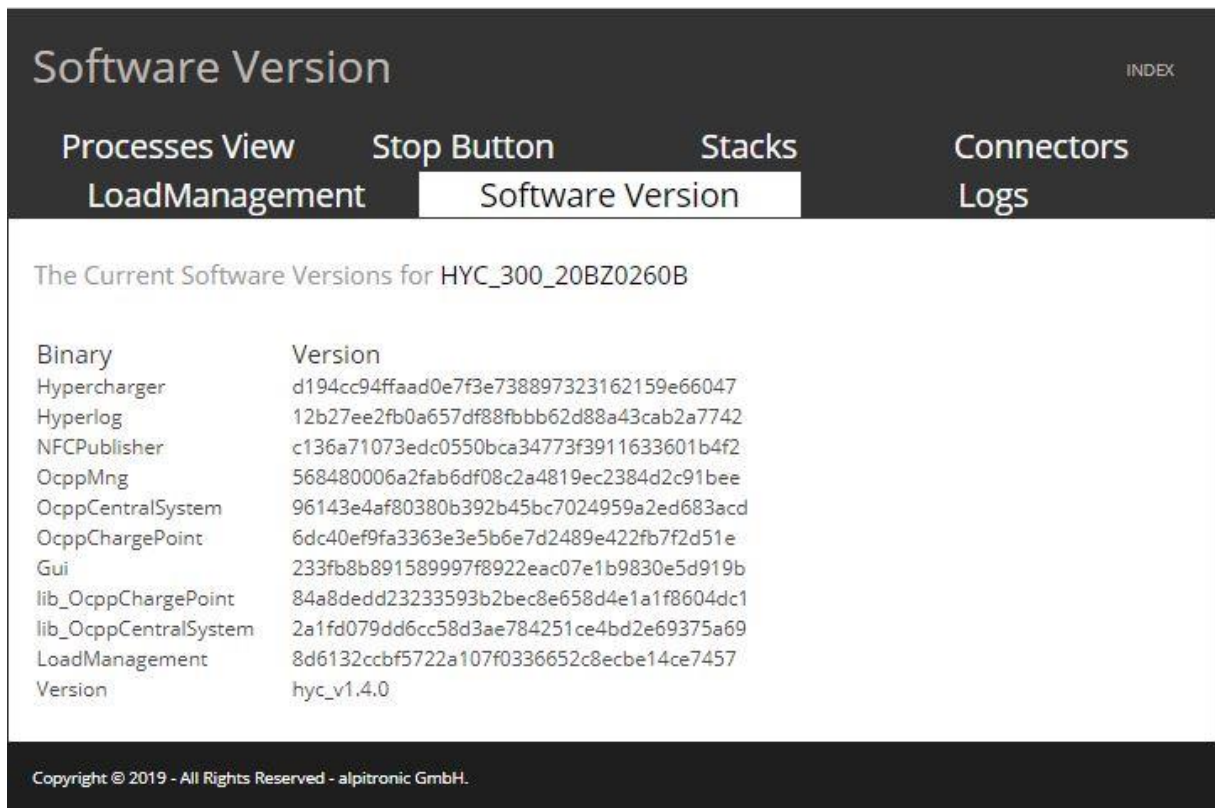 Software Version
INDEX
Processes View Stop Button Stacks Connectors
LoadManagement Software Version Logs
The Current Software Versions for HYC_300_20BZ0260B
Binary Version
Hypercharger d194cc94ffaad0e7f3e738897323162159e66047
Hyperlog 12b27ee2fb0a657df88fbbb62d88a43cab2a7742
NFCPublisher c136a71073edc0550bca34773f3911633601b4f2
OcppMng 568480006a2fab6df08c2a4819ec2384d2c91bee
OcppCentralSystem 96143e4af80380b392b45bc7024959a2ed683acd
OcppChargePoint 6dc40ef9fa3363e3e5b6e7d2489e422fb7f2d51e
Gui 233fb8b891589997f8922eac07e1b9830e5d919b
lib_OcppChargePoint 84a8dedd23233593b2bec8e658d4e1a1f8604dc1
lib_OcppCentralSystem 2a1fd079dd6cc58d3ae784251ce4bd2e69375a69
LoadManagement 8d6132ccbf5722a107f0336652c8ecbe14ce7457
Version hyc_v1.4.0
Copyright © 2019 - All Rights Reserved - alpitronic GmbH.